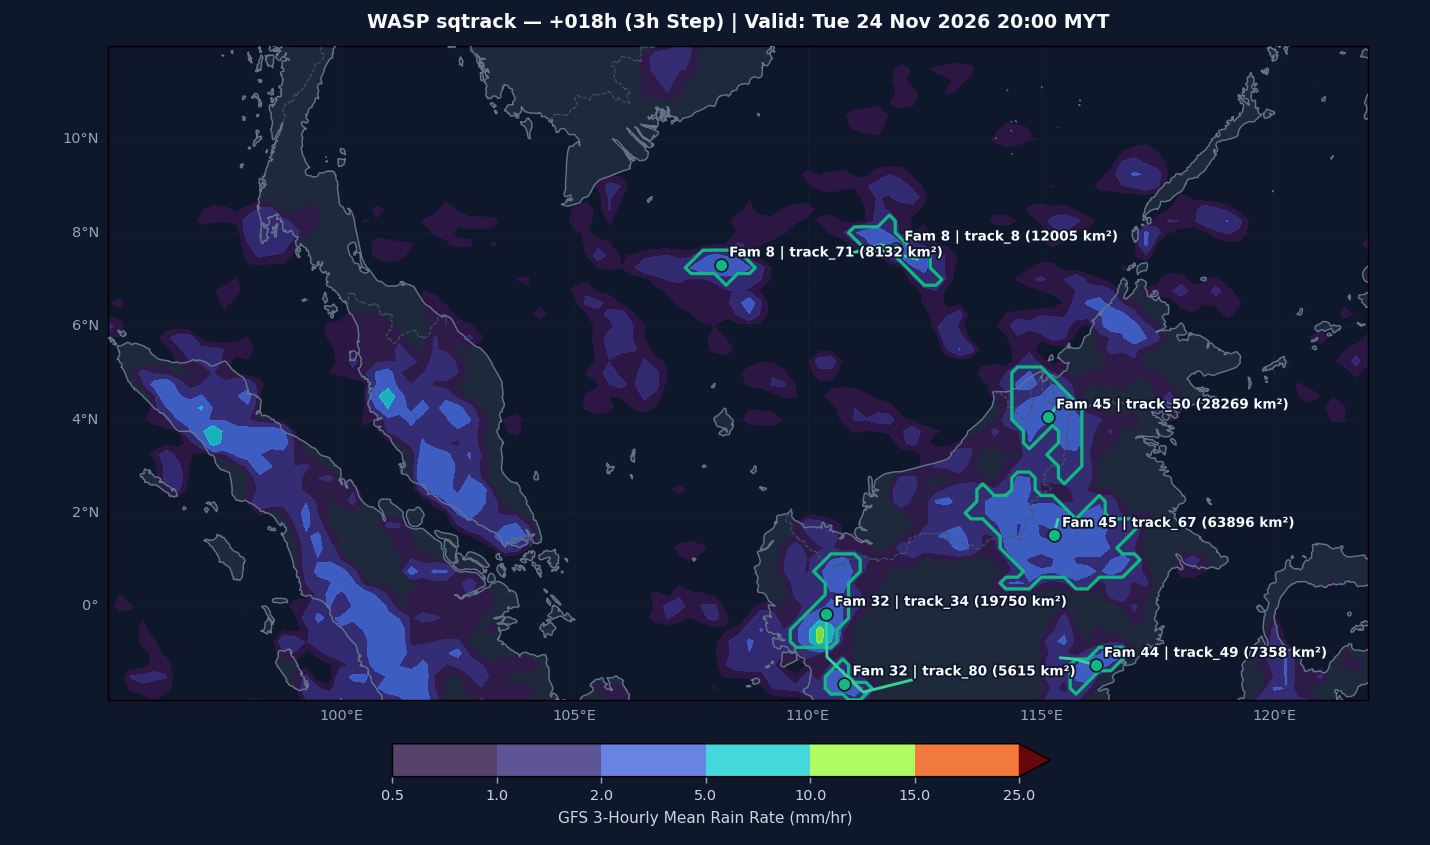 WASP sqtrack — +018h (3h Step) | Valid: Tue 24 Nov 2026 20:00 MYT
10°N
8°N
6°N
4°N
2°N
0°
Fam 8 | track_8 (12005 km²)
Fam 8 | track_71 (8132 km²)
Fam 45 | track_50 (28269 km²)
Fam 45 | track_67 (63896 km²)
Fam 32 | track_34 (19750 km²)
Fam 44 | track_49 (7358 km²)
Fam 32 | track_80 (5615 km²)
100°E 105°E 110°E 115°E 120°E
0.5 1.0 2.0 5.0 10.0 15.0 25.0
GFS 3-Hourly Mean Rain Rate (mm/hr)